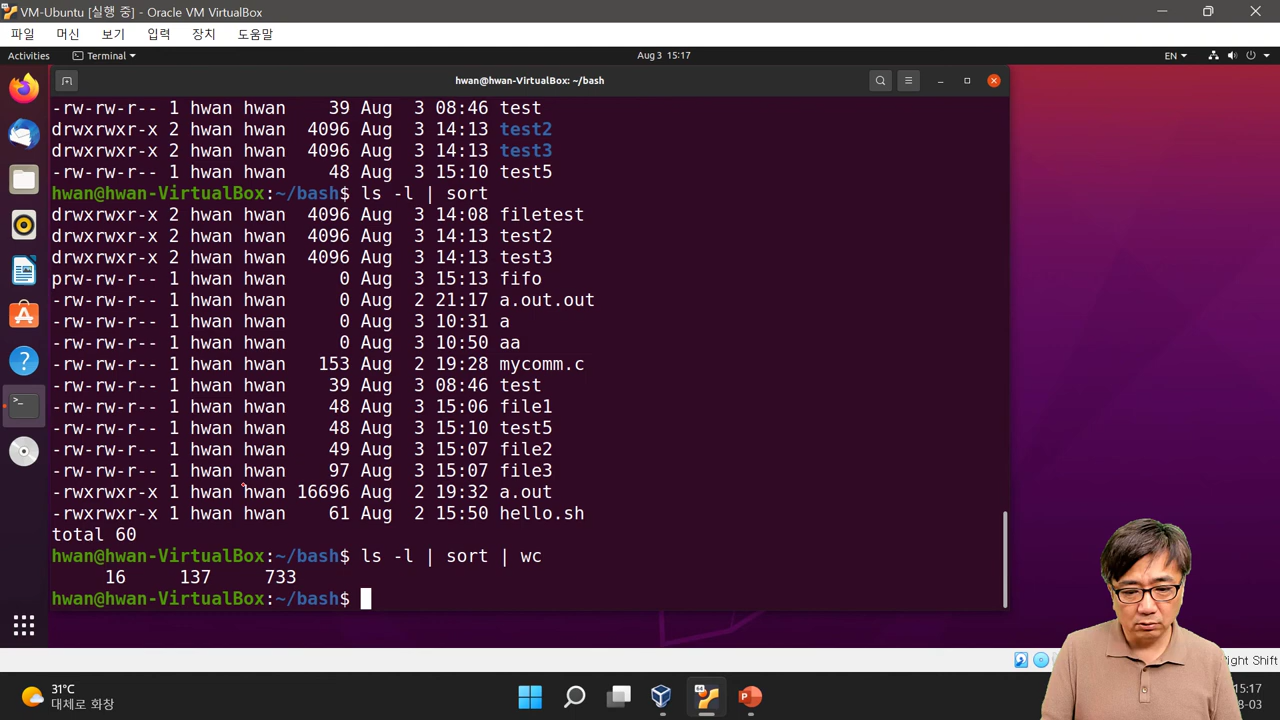 VM-Ubuntu [실행 중] - Oracle VM VirtualBox
파일 머신 보기 입력 장치 도움말
Activities Terminal Aug 3 15:17 EN
hwan@hwan-VirtualBox: ~/bash
-rw-rw-r-- 1 hwan hwan 39 Aug 3 08:46 test
drwxrwxr-x 2 hwan hwan 4096 Aug 3 14:13 test2
drwxrwxr-x 2 hwan hwan 4096 Aug 3 14:13 test3
-rw-rw-r-- 1 hwan hwan 48 Aug 3 15:10 test5
hwan@hwan-VirtualBox:~/bash$ ls -l | sort
drwxrwxr-x 2 hwan hwan 4096 Aug 3 14:08 filetest
drwxrwxr-x 2 hwan hwan 4096 Aug 3 14:13 test2
drwxrwxr-x 2 hwan hwan 4096 Aug 3 14:13 test3
prw-rw-r-- 1 hwan hwan 0 Aug 3 15:13 fifo
-rw-rw-r-- 1 hwan hwan 0 Aug 2 21:17 a.out.out
-rw-rw-r-- 1 hwan hwan 0 Aug 3 10:31 a
-rw-rw-r-- 1 hwan hwan 0 Aug 3 10:50 aa
-rw-rw-r-- 1 hwan hwan 153 Aug 2 19:28 mycomm.c
-rw-rw-r-- 1 hwan hwan 39 Aug 3 08:46 test
-rw-rw-r-- 1 hwan hwan 48 Aug 3 15:06 file1
-rw-rw-r-- 1 hwan hwan 48 Aug 3 15:10 test5
-rw-rw-r-- 1 hwan hwan 49 Aug 3 15:07 file2
-rw-rw-r-- 1 hwan hwan 97 Aug 3 15:07 file3
-rwxrwxr-x 1 hwan hwan 16696 Aug 2 19:32 a.out
-rwxrwxr-x 1 hwan hwan 61 Aug 2 15:50 hello.sh
total 60
hwan@hwan-VirtualBox:~/bash$ ls -l | sort | wc
16 137 733
hwan@hwan-VirtualBox:~/bash$
Right Shift
31°C
대체로 화창
15:17
8-03